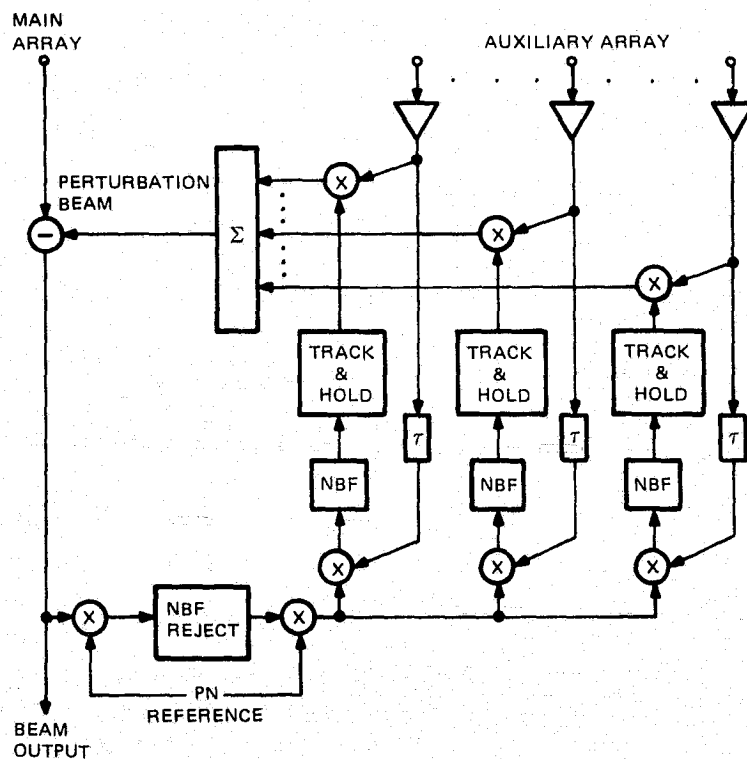 MAIN
ARRAY
AUXILIARY ARRAY
PERTURBATION
BEAM
−
Σ
X
X
X
TRACK
&
HOLD
TRACK
&
HOLD
TRACK
&
HOLD
τ
τ
τ
NBF
NBF
NBF
X
X
X
X
NBF
REJECT
X
PN
REFERENCE
BEAM
OUTPUT